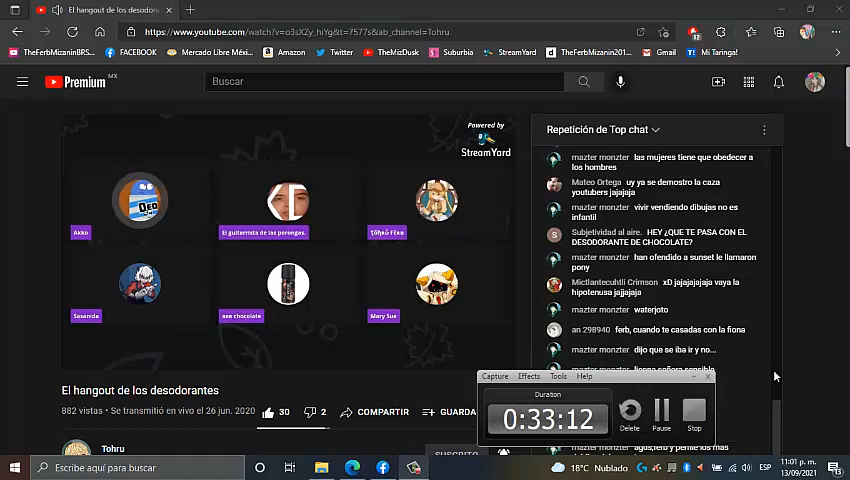 El hangout de los desodora
https://www.youtube.com/watch?v=o3sXZy_hiYg&t=7577s&ab_channel=Tohru
TheFerbMizaninBRS... FACEBOOK Mercado Libre Méxi... Amazon Twitter TheMizDusk Suburbia StreamYard TheFerbMizanin201... Gmail Mi Taringa!
Premium MX
Buscar
Powered by
StreamYard
Akko
El guitarrista de las porongas.
Sasanida
axe chocolate
Mary Sue
Repetición de Top chat
mazter monzter las mujeres tiene que obedecer a
los hombres
Mateo Ortega uy ya se demostro la caza
youtubers jajajaja
mazter monzter vivir vendiendo dibujas no es
infantil
S
Subjetividad al aire. HEY ¿QUE TE PASA CON EL
DESODORANTE DE CHOCOLATE?
mazter monzter han ofendido a sunset le llamaron
pony
Mictlantecuhtli Crimson xD jajajajajaja vaya la
hipotenusa jajjajaja
mazter monzter waterjoto
an 298940 ferb, cuando te casadas con la fiona
mazter monzter dijo que se iba ir y no...
El hangout de los desodorantes
882 vistas • Se transmitió en vivo el 26 jun. 2020
30
2
COMPARTIR
GUARDA
Tohru
SUSCRITO
Capture Effects Tools Help
Duration
0:33:12
Delete
Pause
Stop
Escribe aquí para buscar
18°C Nublado
ESP
11:01 p. m.
13/09/2021